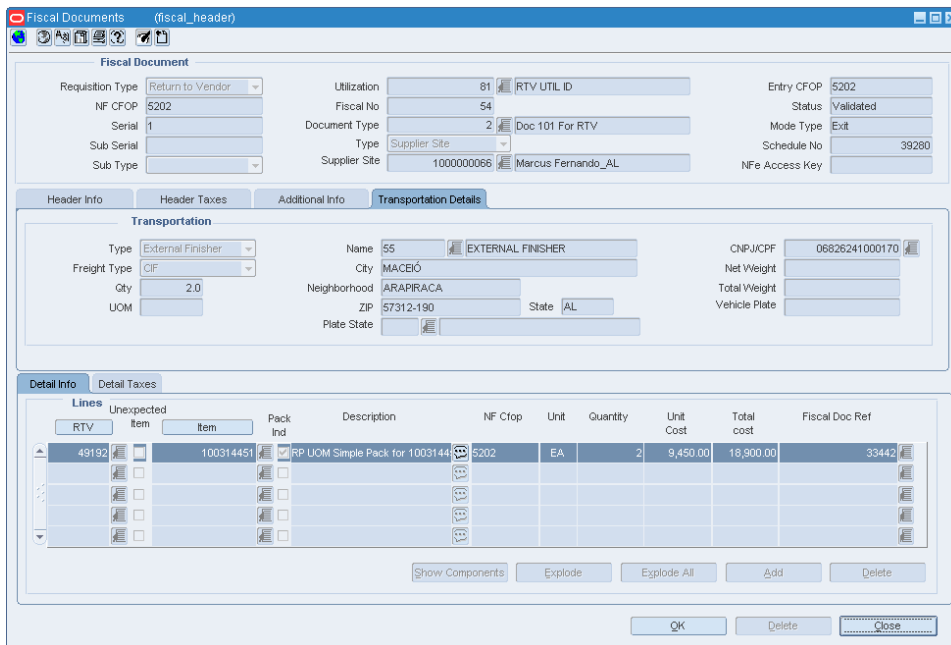 Fiscal Documents (fiscal_header)
Fiscal Document
Requisition Type Return to Vendor Utilization 81 RTV UTIL ID Entry CFOP 5202
NF CFOP 5202 Fiscal No 54 Status Validated
Serial 1 Document Type 2 Doc 101 For RTV Mode Type Exit
Sub Serial Type Supplier Site Schedule No 39280
Sub Type Supplier Site 1000000066 Marcus Fernando_AL NFe Access Key
Header Info Header Taxes Additional Info Transportation Details
Transportation
Type External Finisher Name 55 EXTERNAL FINISHER CNPJ/CPF 06826241000170
Freight Type CIF City MACEIÓ Net Weight
Qty 2.0 Neighborhood ARAPIRACA Total Weight
UOM ZIP 57312-190 State AL Vehicle Plate
Plate State
Detail Info Detail Taxes
Lines
RTV Unexpected Item Item Pack Ind Description NF Cfop Unit Quantity Unit Cost Total cost Fiscal Doc Ref
49192 100314451 RP UOM Simple Pack for 1003144 5202 EA 2 9,450.00 18,900.00 33442
Show Components Explode Explode All Add Delete
OK Delete Close